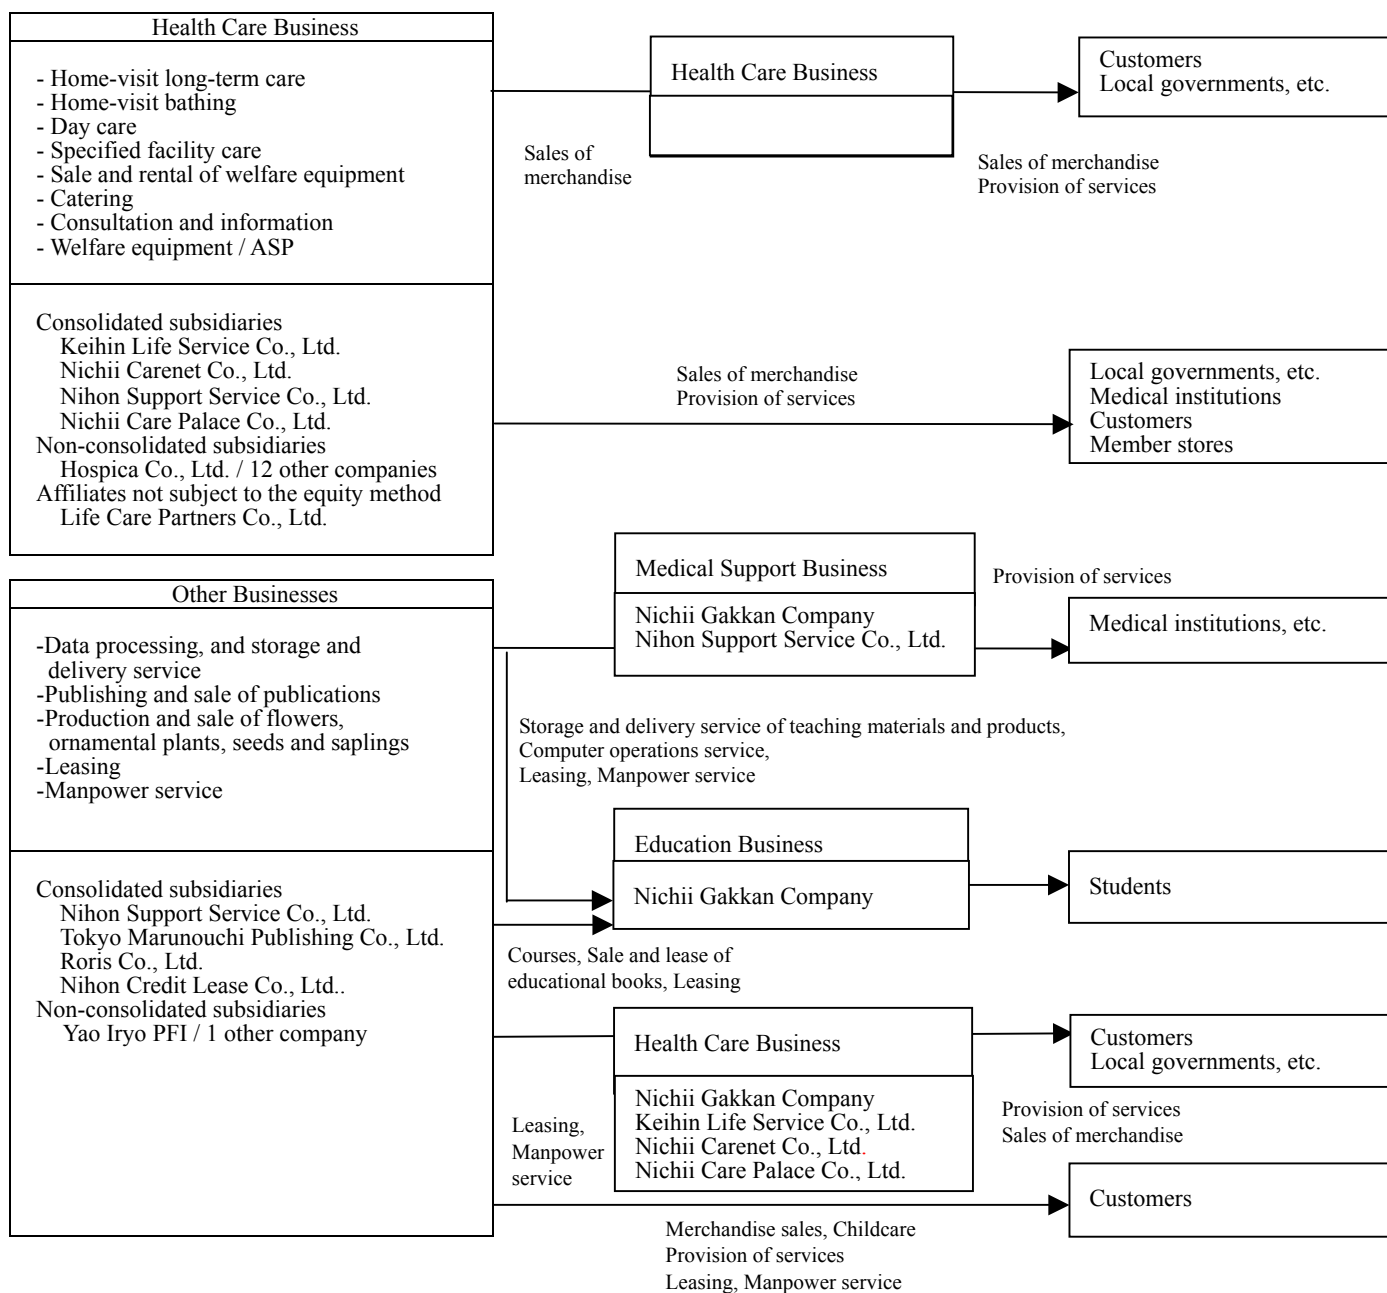 Health Care Business
- Home-visit long-term care
- Home-visit bathing
- Day care
- Specified facility care
- Sale and rental of welfare equipment
- Catering
- Consultation and information
- Welfare equipment / ASP
Sales of
merchandise
Health Care Business
Sales of merchandise
Provision of services
Customers
Local governments, etc.
Consolidated subsidiaries
Keihin Life Service Co., Ltd.
Nichii Carenet Co., Ltd.
Nihon Support Service Co., Ltd.
Nichii Care Palace Co., Ltd.
Non-consolidated subsidiaries
Hospica Co., Ltd. / 12 other companies
Affiliates not subject to the equity method
Life Care Partners Co., Ltd.
Sales of merchandise
Provision of services
Local governments, etc.
Medical institutions
Customers
Member stores
Other Businesses
-Data processing, and storage and
delivery service
-Publishing and sale of publications
-Production and sale of flowers,
ornamental plants, seeds and saplings
-Leasing
-Manpower service
Medical Support Business
Nichii Gakkan Company
Nihon Support Service Co., Ltd.
Provision of services
Medical institutions, etc.
Storage and delivery service of teaching materials and products,
Computer operations service,
Leasing, Manpower service
Education Business
Nichii Gakkan Company
Students
Consolidated subsidiaries
Nihon Support Service Co., Ltd.
Tokyo Marunouchi Publishing Co., Ltd.
Roris Co., Ltd.
Nihon Credit Lease Co., Ltd..
Non-consolidated subsidiaries
Yao Iryo PFI / 1 other company
Courses, Sale and lease of
educational books, Leasing
Health Care Business
Nichii Gakkan Company
Keihin Life Service Co., Ltd.
Nichii Carenet Co., Ltd.
Nichii Care Palace Co., Ltd.
Leasing,
Manpower
service
Customers
Local governments, etc.
Provision of services
Sales of merchandise
Customers
Merchandise sales, Childcare
Provision of services
Leasing, Manpower service